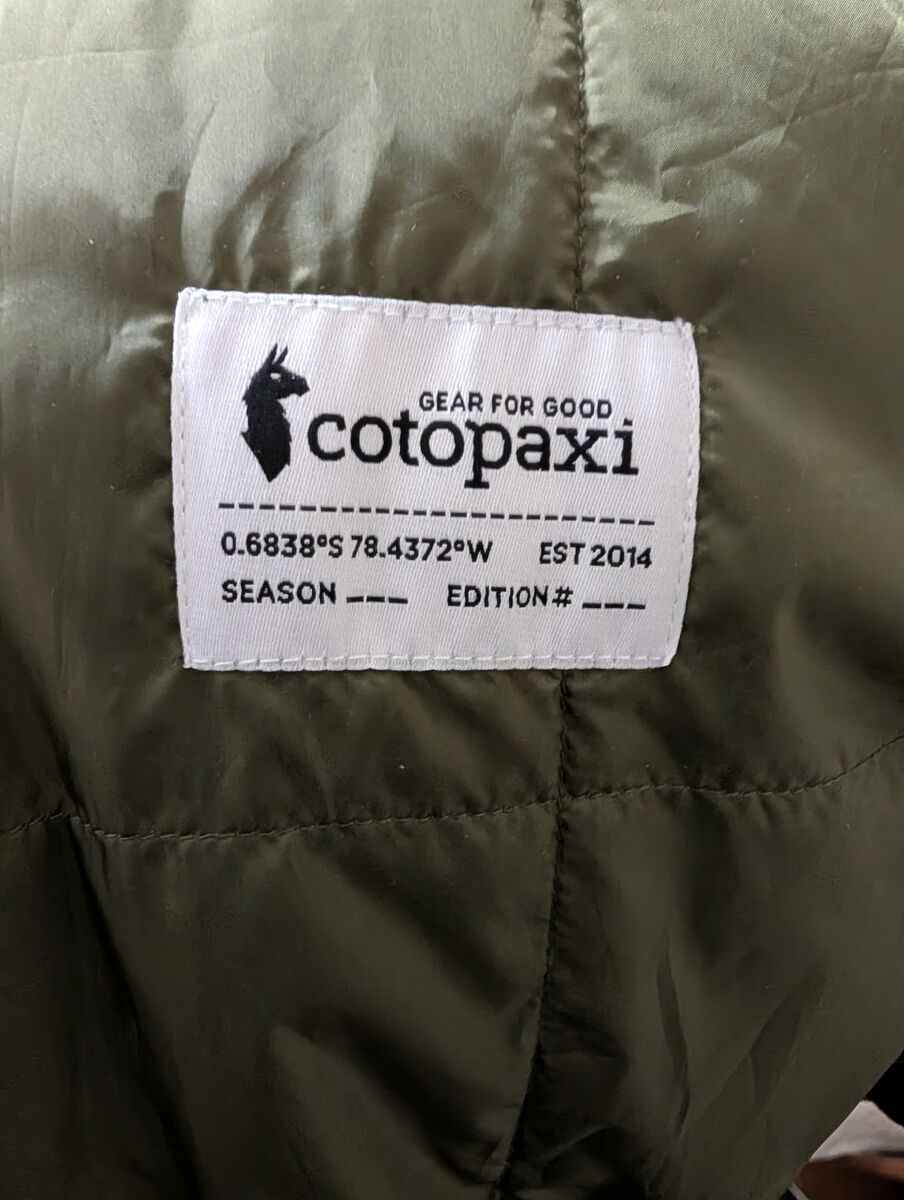 GEAR FOR GOOD
cotopaxi
0.6838°S 78.4372°W EST 2014
SEASON ___ EDITION# ___